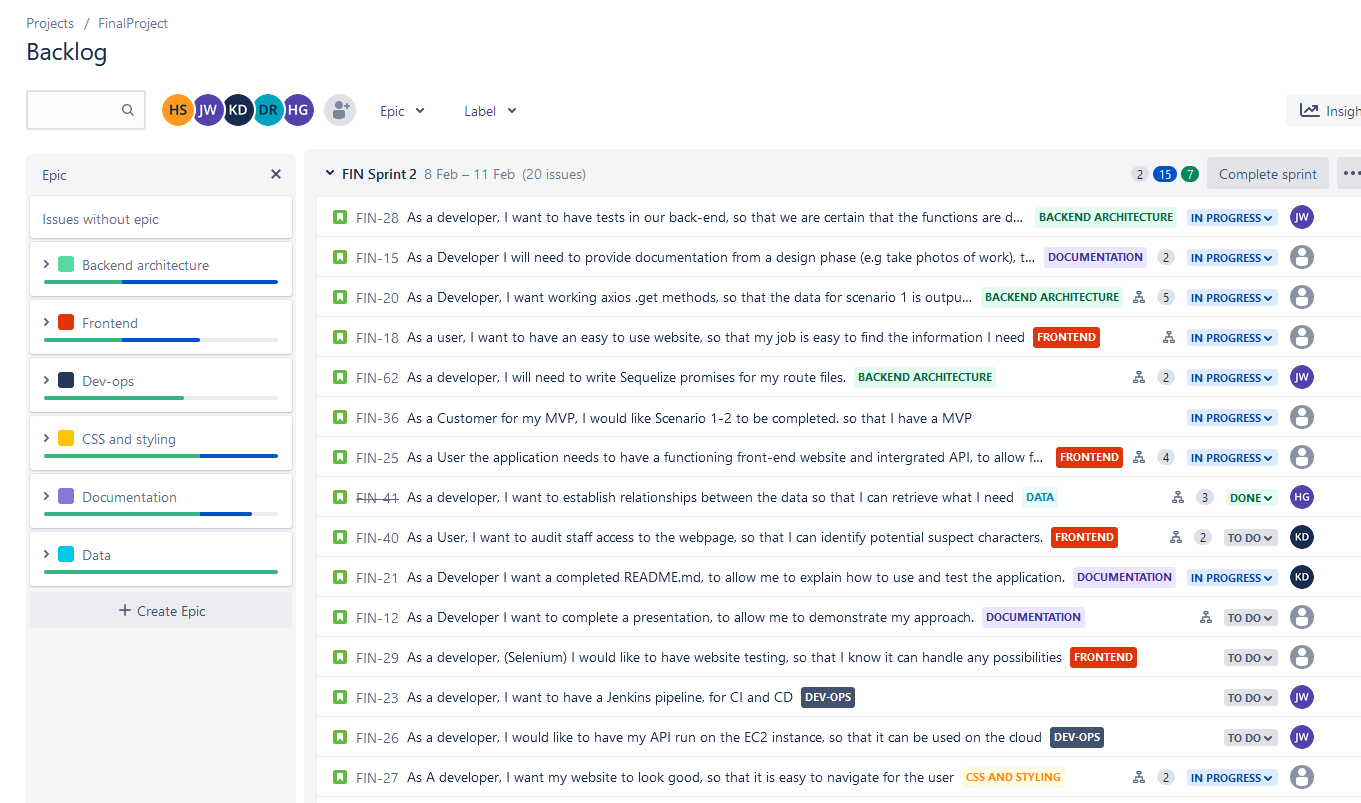 Projects / FinalProject
Backlog
HS JW KD DR HG Epic Label Insigh
Epic
Issues without epic
Backend architecture
Frontend
Dev-ops
CSS and styling
Documentation
Data
+ Create Epic
FIN Sprint 2 8 Feb – 11 Feb (20 issues) 2 15 7 Complete sprint
FIN-28 As a developer, I want to have tests in our back-end, so that we are certain that the functions are d... BACKEND ARCHITECTURE IN PROGRESS JW
FIN-15 As a Developer I will need to provide documentation from a design phase (e.g take photos of work), t... DOCUMENTATION 2 IN PROGRESS
FIN-20 As a Developer, I want working axios .get methods, so that the data for scenario 1 is outpu... BACKEND ARCHITECTURE 5 IN PROGRESS
FIN-18 As a user, I want to have an easy to use website, so that my job is easy to find the information I need FRONTEND IN PROGRESS
FIN-62 As a developer, I will need to write Sequelize promises for my route files. BACKEND ARCHITECTURE 2 IN PROGRESS JW
FIN-36 As a Customer for my MVP, I would like Scenario 1-2 to be completed. so that I have a MVP IN PROGRESS
FIN-25 As a User the application needs to have a functioning front-end website and intergrated API, to allow f... FRONTEND 4 IN PROGRESS
FIN-41 As a developer, I want to establish relationships between the data so that I can retrieve what I need DATA 3 DONE HG
FIN-40 As a User, I want to audit staff access to the webpage, so that I can identify potential suspect characters. FRONTEND 2 TO DO KD
FIN-21 As a Developer I want a completed README.md, to allow me to explain how to use and test the application. DOCUMENTATION IN PROGRESS KD
FIN-12 As a Developer I want to complete a presentation, to allow me to demonstrate my approach. DOCUMENTATION TO DO
FIN-29 As a developer, (Selenium) I would like to have website testing, so that I know it can handle any possibilities FRONTEND TO DO
FIN-23 As a developer, I want to have a Jenkins pipeline, for CI and CD DEV-OPS TO DO JW
FIN-26 As a developer, I would like to have my API run on the EC2 instance, so that it can be used on the cloud DEV-OPS TO DO JW
FIN-27 As A developer, I want my website to look good, so that it is easy to navigate for the user CSS AND STYLING 2 IN PROGRESS